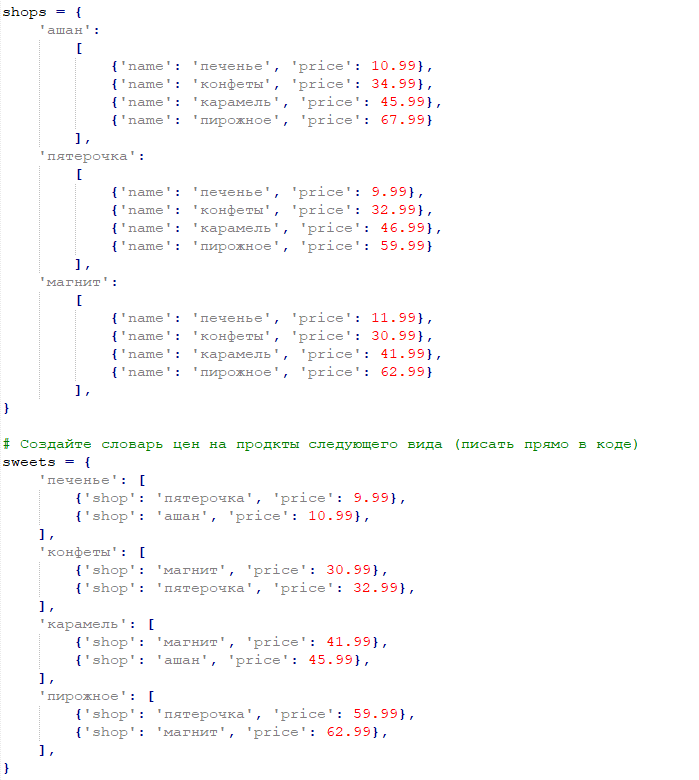 shops = {
    'ашан':
        [
            {'name': 'печенье', 'price': 10.99},
            {'name': 'конфеты', 'price': 34.99},
            {'name': 'карамель', 'price': 45.99},
            {'name': 'пирожное', 'price': 67.99}
        ],
    'пятерочка':
        [
            {'name': 'печенье', 'price': 9.99},
            {'name': 'конфеты', 'price': 32.99},
            {'name': 'карамель', 'price': 46.99},
            {'name': 'пирожное', 'price': 59.99}
        ],
    'магнит':
        [
            {'name': 'печенье', 'price': 11.99},
            {'name': 'конфеты', 'price': 30.99},
            {'name': 'карамель', 'price': 41.99},
            {'name': 'пирожное', 'price': 62.99}
        ],
}
# Создайте словарь цен на продкты следующего вида (писать прямо в коде)
sweets = {
    'печенье': [
        {'shop': 'пятерочка', 'price': 9.99},
        {'shop': 'ашан', 'price': 10.99},
    ],
    'конфеты': [
        {'shop': 'магнит', 'price': 30.99},
        {'shop': 'пятерочка', 'price': 32.99},
    ],
    'карамель': [
        {'shop': 'магнит', 'price': 41.99},
        {'shop': 'ашан', 'price': 45.99},
    ],
    'пирожное': [
        {'shop': 'пятерочка', 'price': 59.99},
        {'shop': 'магнит', 'price': 62.99},
    ],
}